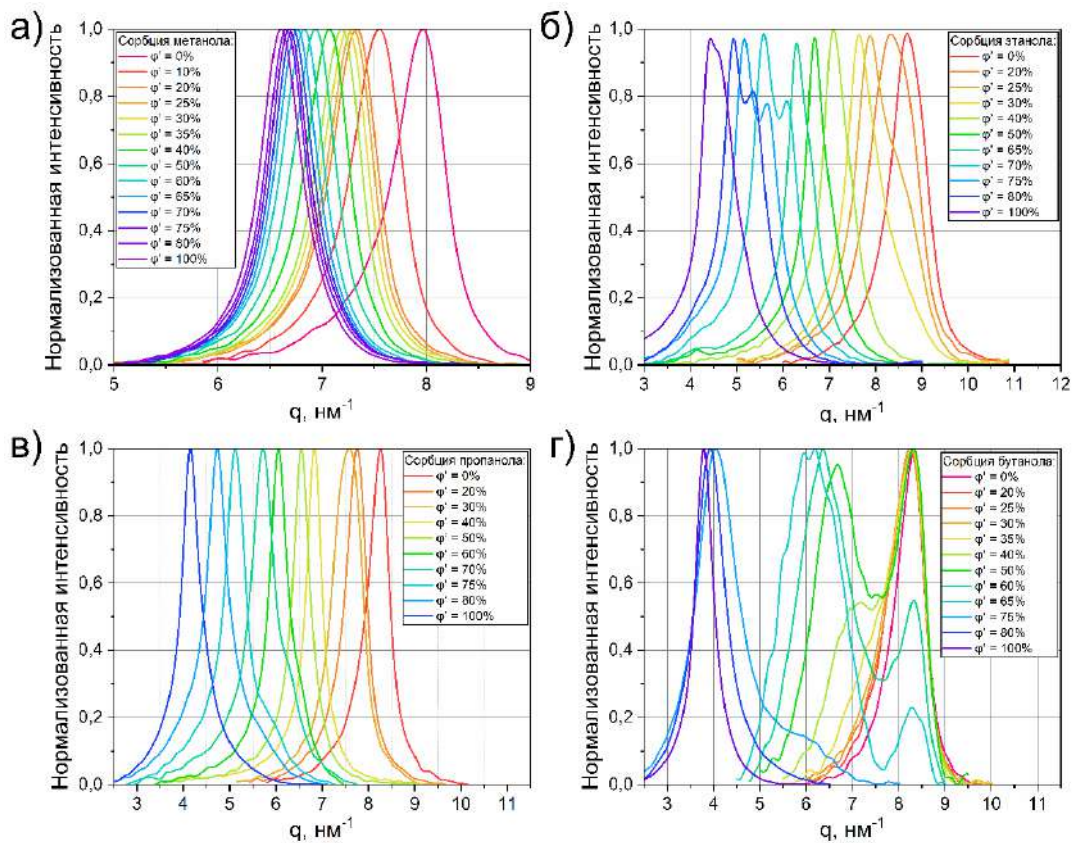 а)
Нормализованная интенсивность
1,0
0,8
0,6
0,4
0,2
0,0
Сорбция метанола:
φ' = 0%
φ' = 10%
φ' = 20%
φ' = 25%
φ' = 30%
φ' = 35%
φ' = 40%
φ' = 50%
φ' = 60%
φ' = 65%
φ' = 70%
φ' = 75%
φ' = 80%
φ' = 100%
5 6 7 8 9
q, нм⁻¹
б)
Нормализованная интенсивность
1,0
0,8
0,6
0,4
0,2
0,0
Сорбция этанола:
φ' = 0%
φ' = 20%
φ' = 25%
φ' = 30%
φ' = 40%
φ' = 50%
φ' = 65%
φ' = 70%
φ' = 75%
φ' = 80%
φ' = 100%
3 4 5 6 7 8 9 10 11 12
q, нм⁻¹
в)
Нормализованная интенсивность
1,0
0,8
0,6
0,4
0,2
0,0
Сорбция пропанола:
φ' = 0%
φ' = 20%
φ' = 30%
φ' = 40%
φ' = 50%
φ' = 60%
φ' = 70%
φ' = 75%
φ' = 80%
φ' = 100%
3 4 5 6 7 8 9 10 11
q, нм⁻¹
г)
Нормализованная интенсивность
1,0
0,8
0,6
0,4
0,2
0,0
Сорбция бутанола:
φ' = 0%
φ' = 20%
φ' = 25%
φ' = 30%
φ' = 35%
φ' = 40%
φ' = 50%
φ' = 60%
φ' = 65%
φ' = 75%
φ' = 80%
φ' = 100%
3 4 5 6 7 8 9 10 11
q, нм⁻¹